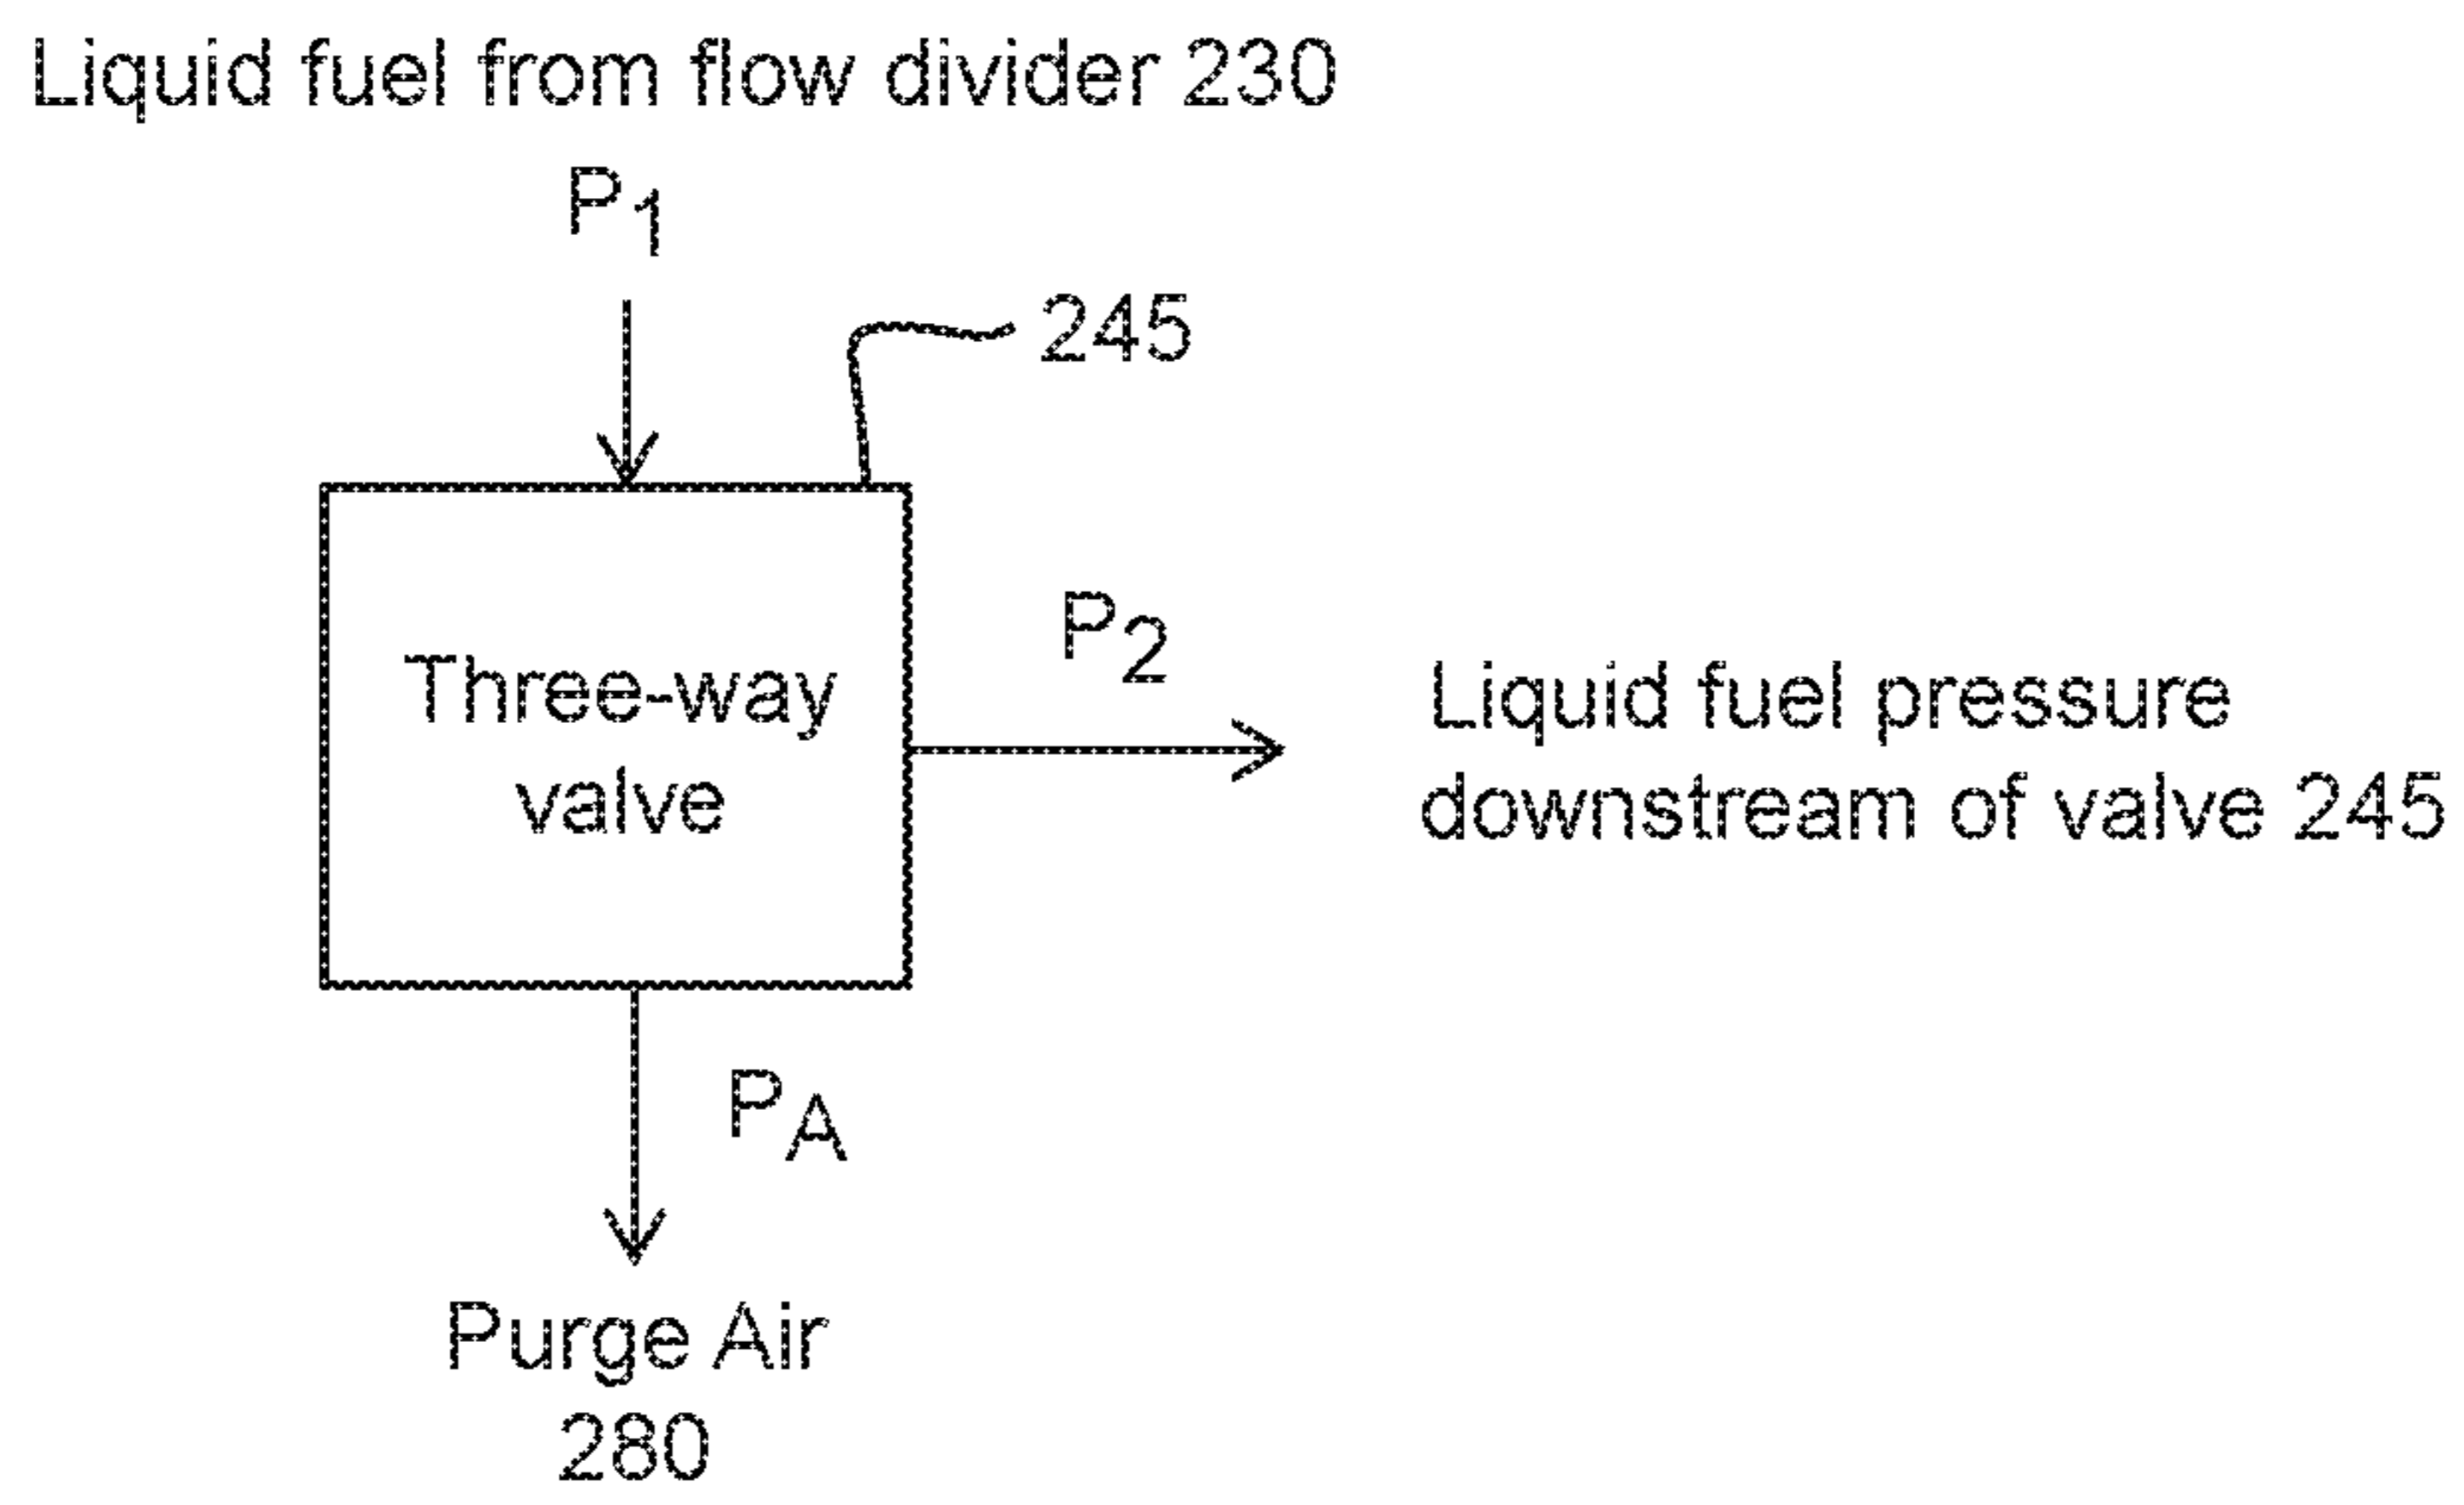 Liquid fuel from flow divider 230
P1
245
Three-way
valve
P2
Liquid fuel pressure
downstream of valve 245
PA
Purge Air
280